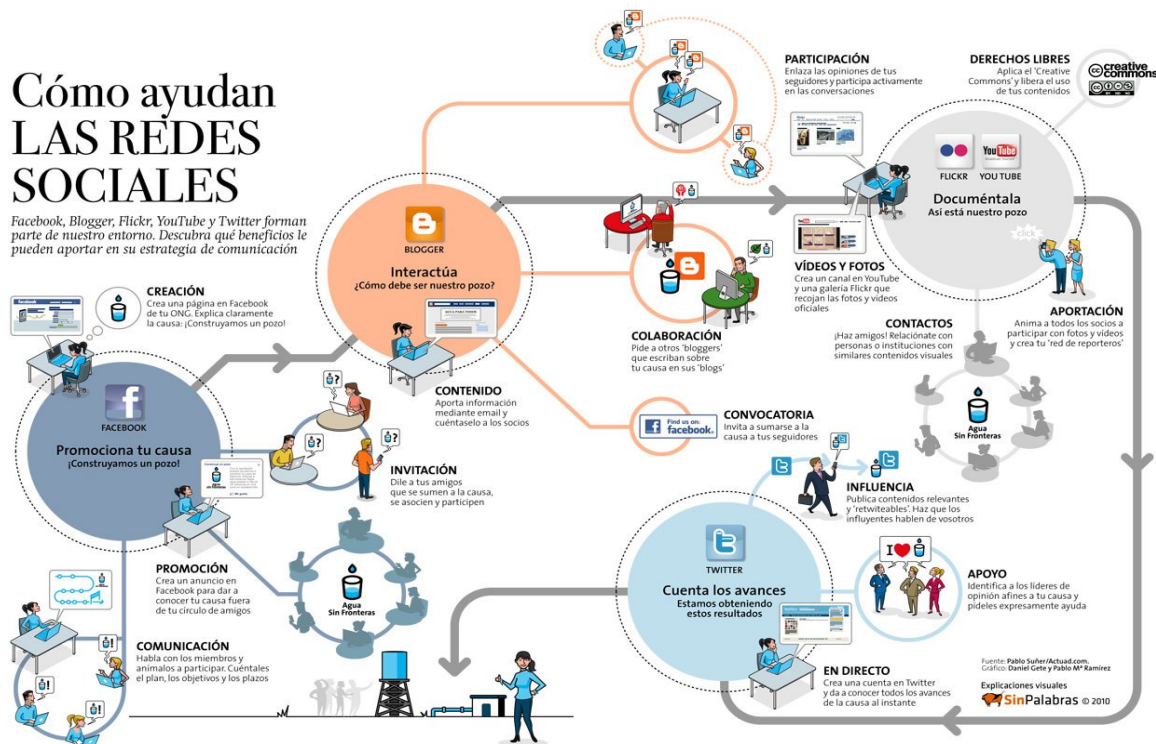 Cómo ayudan
LAS REDES
SOCIALES
Facebook, Blogger, Flickr, YouTube y Twitter forman
parte de nuestro entorno. Descubra qué beneficios le
pueden aportar en su estrategia de comunicación
facebook
CREACIÓN
Crea una página en Facebook
de tu ONG. Explica claramente
la causa: ¡Construyamos un pozo!
f
FACEBOOK
Promociona tu causa
¡Construyamos un pozo!
INVITACIÓN
Dile a tus amigos
que se sumen a la causa,
se asocien y participen
PROMOCIÓN
Crea un anuncio en
Facebook para dar a
conocer tu causa fuera
de tu círculo de amigos
Agua
Sin Fronteras
COMUNICACIÓN
Habla con los miembros y
anímalos a participar. Cuéntales
el plan, los objetivos y los plazos
BLOGGER
Interactúa
¿Cómo debe ser nuestro pozo?
CONTENIDO
Aporta información
mediante email y
cuéntaselo a los socios
PARTICIPACIÓN
Enlaza las opiniones de tus
seguidores y participa activamente
en las conversaciones
COLABORACIÓN
Pide a otros 'bloggers'
que escriban sobre
tu causa en sus 'blogs'
f Find us on:
facebook.
CONVOCATORIA
Invita a sumarse a la
causa a tus seguidores
DERECHOS LIBRES
Aplica el 'Creative
Commons' y libera el uso
de tus contenidos
cc creative
commons
FLICKR
You Tube
YOU TUBE
Documéntala
Así está nuestro pozo
click
VÍDEOS Y FOTOS
Crea un canal en YouTube
y una galería Flickr que
recojan las fotos y vídeos
oficiales
APORTACIÓN
Anima a todos los socios a
participar con fotos y vídeos
y crea tu 'red de reporteros'
CONTACTOS
¡Haz amigos! Relaciónate con
personas o instituciones con
similares contenidos visuales
Agua
Sin Fronteras
TWITTER
Cuenta los avances
Estamos obteniendo
estos resultados
INFLUENCIA
Publica contenidos relevantes
y 'retwiteables'. Haz que los
influyentes hablen de vosotros
I
APOYO
Identifica a los líderes de
opinión afines a tu causa y
pídeles expresamente ayuda
EN DIRECTO
Crea una cuenta en Twitter
y da a conocer todos los avances
de la causa al instante
Fuente: Pablo Suñer/Actuad.com.
Gráfico: Daniel Gete y Pablo Mª Ramírez
Explicaciones visuales
SinPalabras © 2010